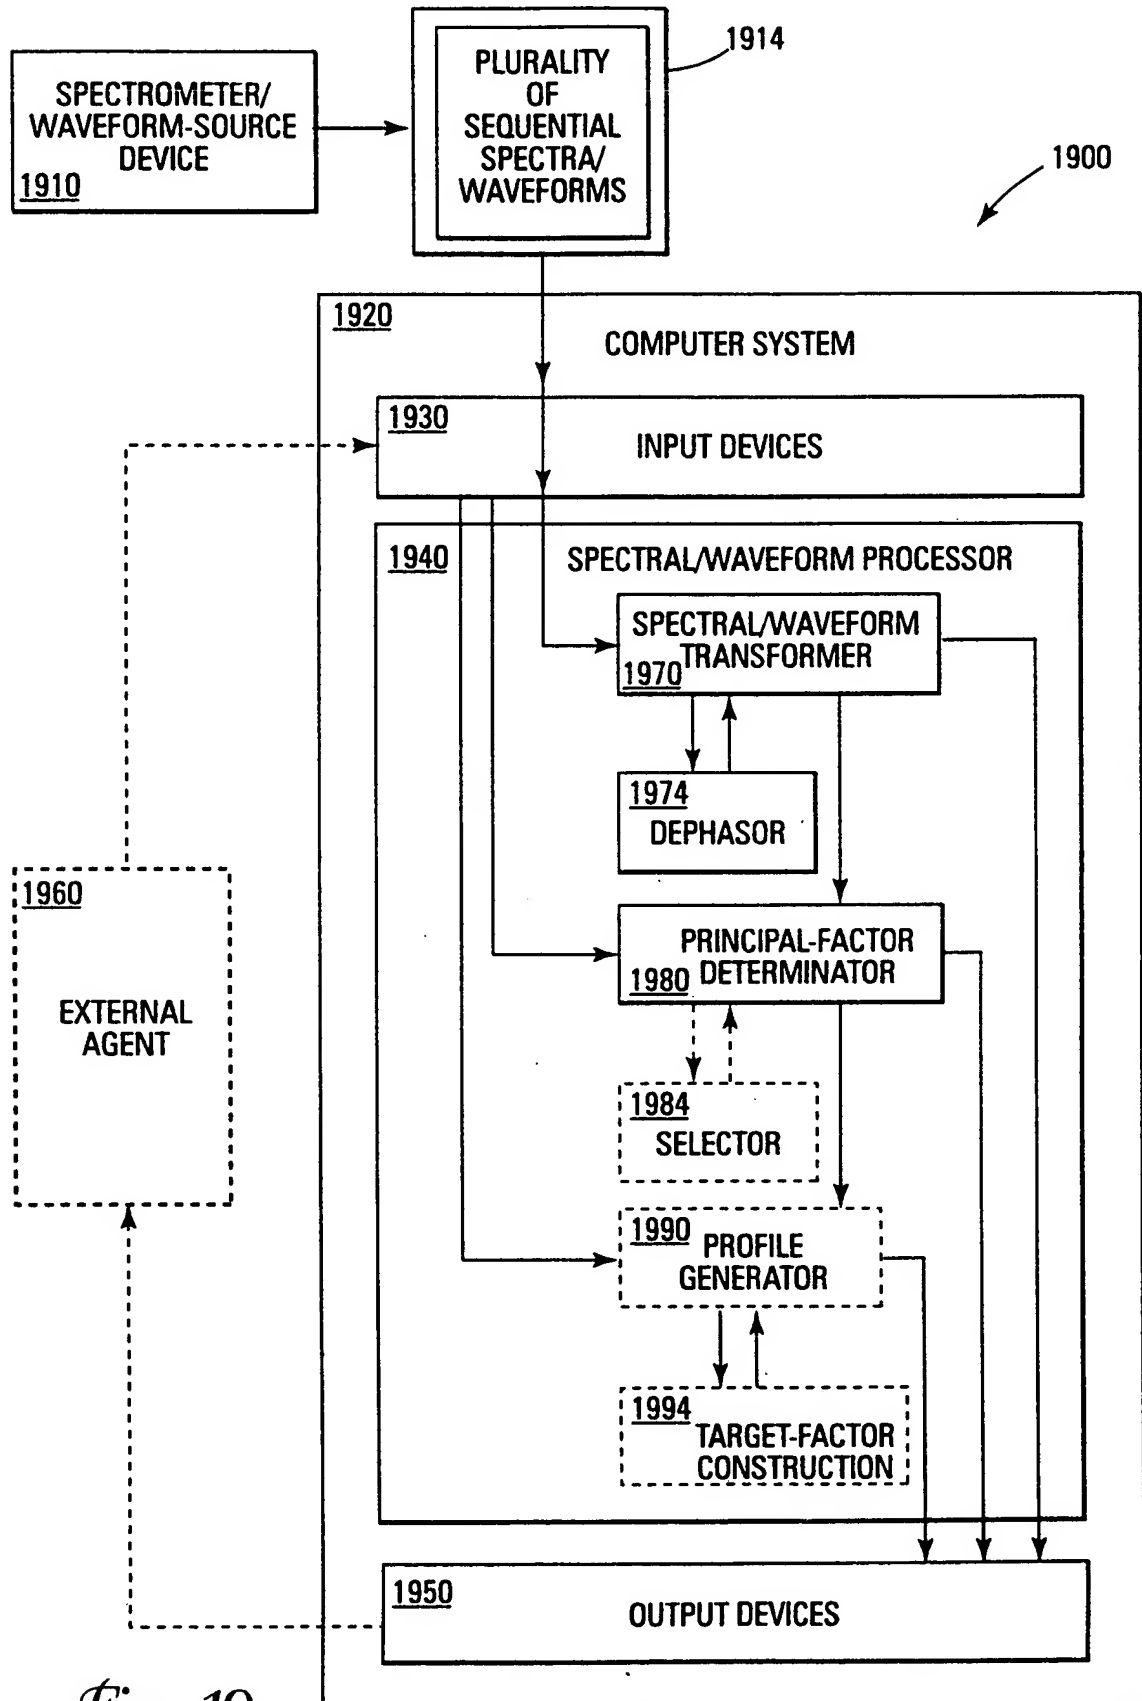 1914
PLURALITY
OF
SEQUENTIAL
SPECTRA/
WAVEFORMS
SPECTROMETER/
WAVEFORM-SOURCE
DEVICE
1910
1900
1920
COMPUTER SYSTEM
1930
INPUT DEVICES
1940
SPECTRAL/WAVEFORM PROCESSOR
SPECTRAL/WAVEFORM
TRANSFORMER
1970
1974
DEPHASOR
1960
EXTERNAL
AGENT
PRINCIPAL-FACTOR
DETERMINATOR
1980
1984
SELECTOR
1990
PROFILE
GENERATOR
1994
TARGET-FACTOR
CONSTRUCTION
1950
OUTPUT DEVICES
Fig. 19